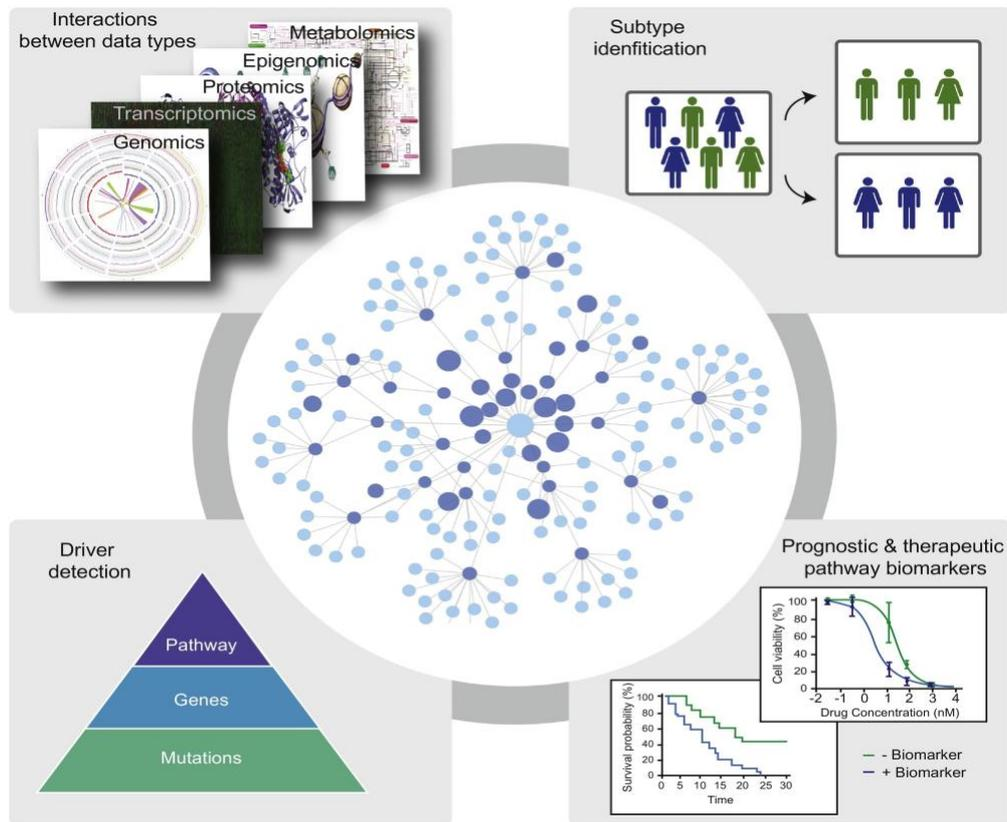 Interactions
between data types
Metabolomics
Epigenomics
Proteomics
Transcriptomics
Genomics
Subtype
idenfitication
Driver
detection
Pathway
Genes
Mutations
Prognostic & therapeutic
pathway biomarkers
Cell viability (%)
100
80
60
40
20
0
-2 -1 0 1 2 3 4
Drug Concentration (nM)
Survival probability (%)
100
80
60
40
20
0
0 5 10 15 20 25 30
Time
- Biomarker
+ Biomarker